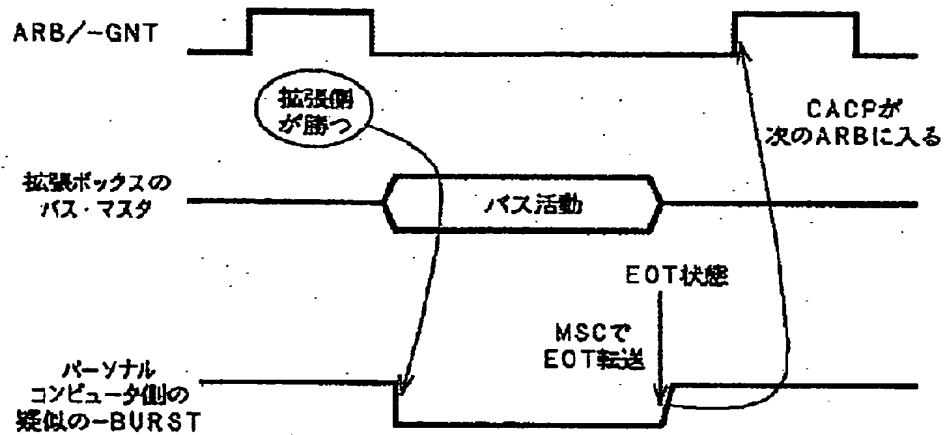 ARB/-GNT
拡張側
が勝つ
CACPが
次のARBに入る
拡張ボックスの
バス・マスタ
バス活動
EOT状態
MSCで
EOT転送
パーソナル
コンピュータ側の
疑似の-BURST